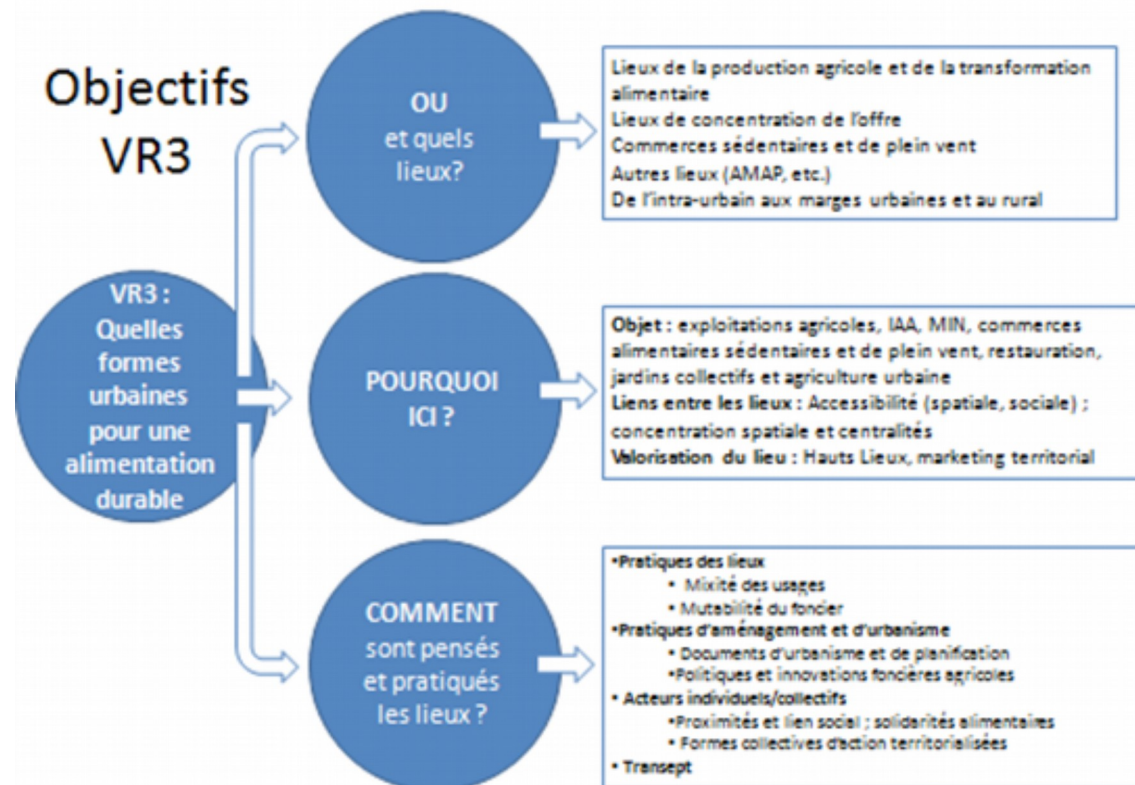 Objectifs
VR3
VR3 :
Quelles
formes
urbaines
pour une
alimentation
durable
OU
et quels
lieux?
Lieux de la production agricole et de la transformation
alimentaire
Lieux de concentration de l'offre
Commerces sédentaires et de plein vent
Autres lieux (AMAP, etc.)
De l'intra-urbain aux marges urbaines et au rural
POURQUOI
ICI ?
Objet : exploitations agricoles, IAA, MIN, commerces
alimentaires sédentaires et de plein vent, restauration,
jardins collectifs et agriculture urbaine
Liens entre les lieux : Accessibilité (spatiale, sociale) ;
concentration spatiale et centralités
Valorisation du lieu : Hauts Lieux, marketing territorial
COMMENT
sont pensés
et pratiqués
les lieux ?
•Pratiques des lieux
• Mixité des usages
• Mutabilité du foncier
•Pratiques d'aménagement et d'urbanisme
• Documents d'urbanisme et de planification
•Politiques et innovations foncières agricoles
• Acteurs individuels/collectifs
•Proximités et lien social ; solidarités alimentaires
• Formes collectives d'action territorialisées
• Transept